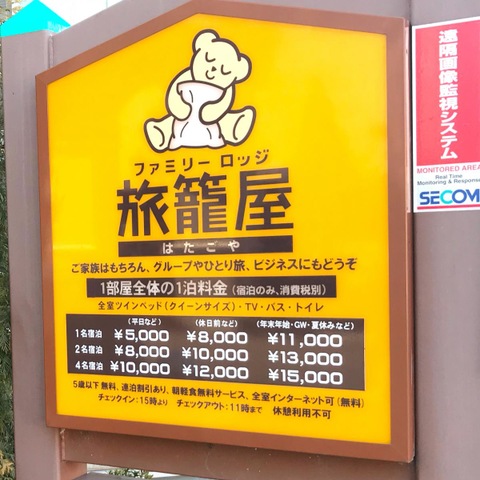 ファミリー ロッジ
旅籠屋
はたごや
ご家族はもちろん、グループやひとり旅、ビジネスにもどうぞ
1部屋全体の1泊料金（宿泊のみ、消費税別）
全室ツインベッド（クイーンサイズ）・TV・バス・トイレ
（平日など） （休日前など） （年末年始・GW・夏休みなど）
1名宿泊 ¥5,000 ¥8,000 ¥11,000
2名宿泊 ¥8,000 ¥10,000 ¥13,000
4名宿泊 ¥10,000 ¥12,000 ¥15,000
5歳以下無料、連泊割引あり、朝軽食無料サービス、全室インターネット可（無料）
チェックイン：15時より チェックアウト：11時まで 休憩利用不可
遠隔画像監視システム
MONITORED AREA
Real Time
Monitoring & Response
SECOM